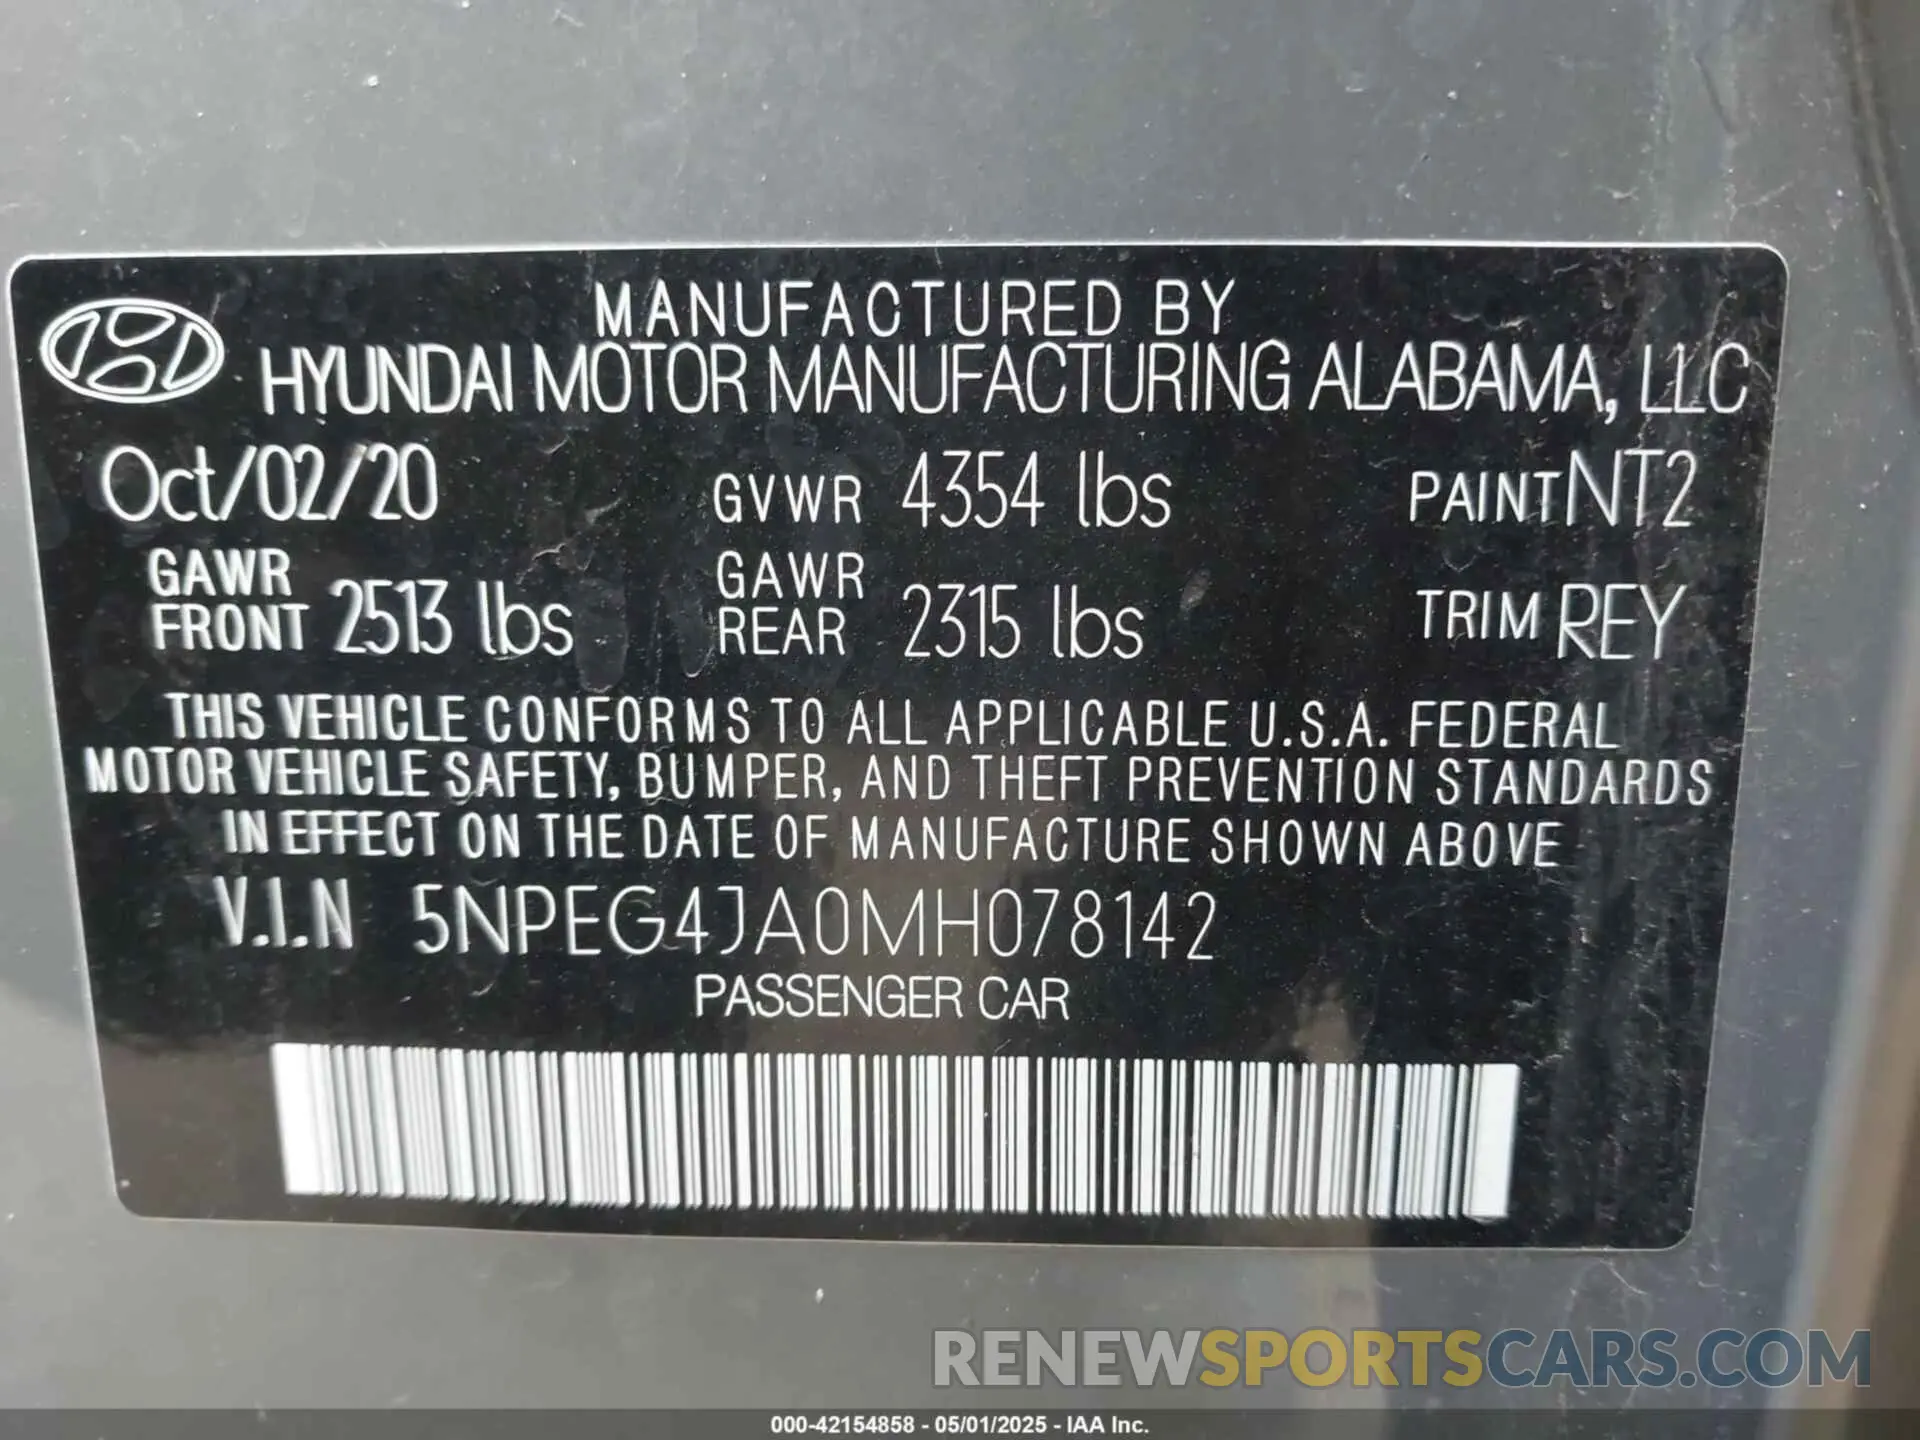 MANUFACTURED BY
HYUNDAI MOTOR MANUFACTURING ALABAMA, LLC
Oct/02/20 GVWR 4354 lbs PAINT NT2
GAWR FRONT 2513 lbs GAWR REAR 2315 lbs TRIM REY
THIS VEHICLE CONFORMS TO ALL APPLICABLE U.S.A. FEDERAL
MOTOR VEHICLE SAFETY, BUMPER, AND THEFT PREVENTION STANDARDS
IN EFFECT ON THE DATE OF MANUFACTURE SHOWN ABOVE
V.I.N 5NPEG4JA0MH078142
PASSENGER CAR
RENEWSPORTSCARS.COM
000-42154858 - 05/01/2025 - IAA Inc.